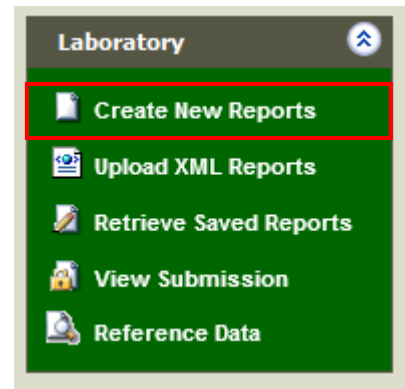 Laboratory
Create New Reports
Upload XML Reports
Retrieve Saved Reports
View Submission
Reference Data